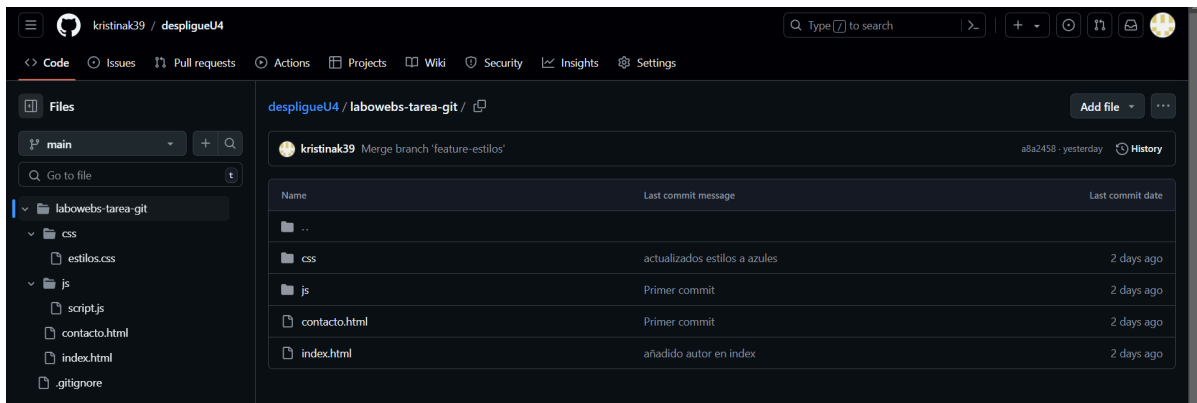 kristinak39 / despligueU4
Type / to search
Code Issues Pull requests Actions Projects Wiki Security Insights Settings
Files
main
Go to file t
labowebs-tarea-git
css
estilos.css
js
script.js
contacto.html
index.html
.gitignore
despligueU4 / labowebs-tarea-git /
Add file
kristinak39 Merge branch 'feature-estilos' a8a2458 · yesterday History
Name Last commit message Last commit date
..
css actualizados estilos a azules 2 days ago
js Primer commit 2 days ago
contacto.html Primer commit 2 days ago
index.html añadido autor en index 2 days ago